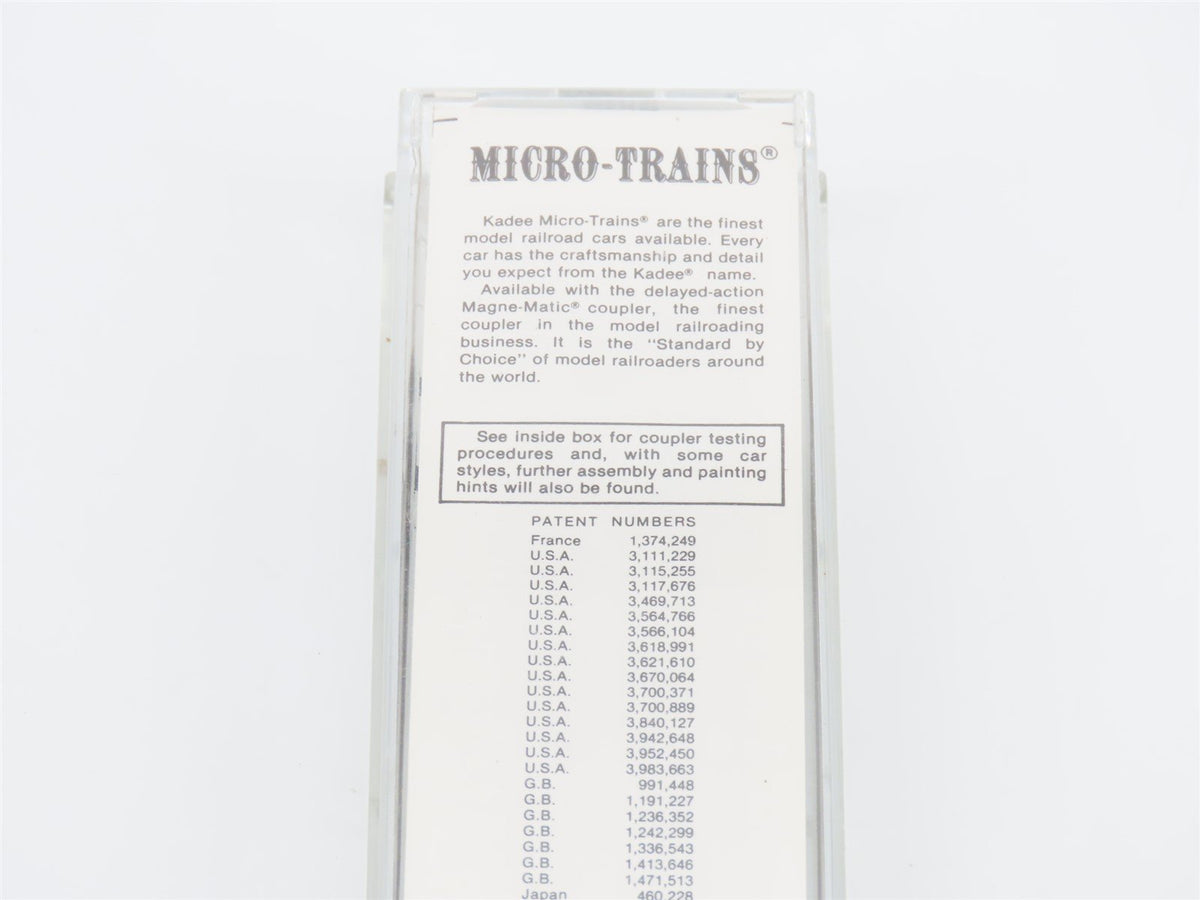 MICRO-TRAINS®
Kadee Micro-Trains® are the finest
model railroad cars available. Every
car has the craftsmanship and detail
you expect from the Kadee® name.
Available with the delayed-action
Magne-Matic® coupler, the finest
coupler in the model railroading
business. It is the "Standard by
Choice" of model railroaders around
the world.
See inside box for coupler testing
procedures and, with some car
styles, further assembly and painting
hints will also be found.
PATENT NUMBERS
France 1,374,249
U.S.A. 3,111,229
U.S.A. 3,115,255
U.S.A. 3,117,676
U.S.A. 3,469,713
U.S.A. 3,564,766
U.S.A. 3,566,104
U.S.A. 3,618,991
U.S.A. 3,621,610
U.S.A. 3,670,064
U.S.A. 3,700,371
U.S.A. 3,700,889
U.S.A. 3,840,127
U.S.A. 3,942,648
U.S.A. 3,952,450
U.S.A. 3,983,663
G.B. 991,448
G.B. 1,191,227
G.B. 1,236,352
G.B. 1,242,299
G.B. 1,336,543
G.B. 1,413,646
G.B. 1,471,513
Japan 460,228